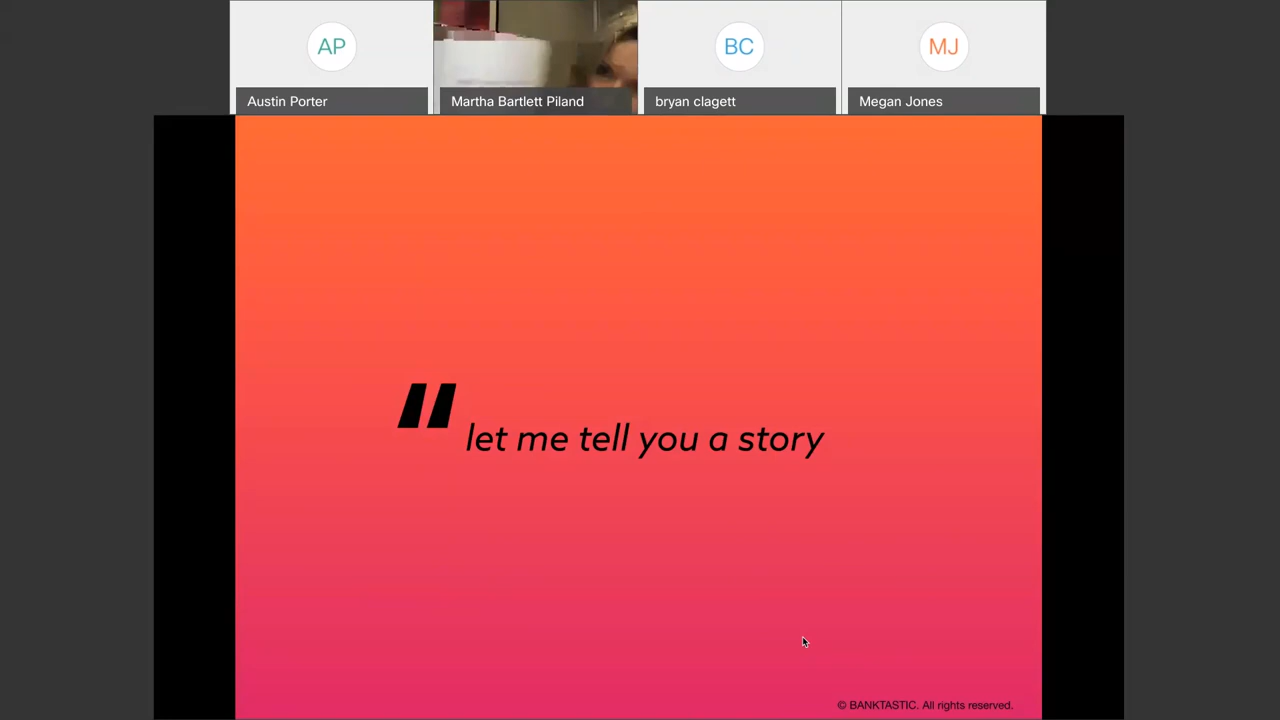 AP
BC
MJ
Austin Porter
Martha Bartlett Piland
bryan clagett
Megan Jones
" let me tell you a story
© BANKTASTIC. All rights reserved.